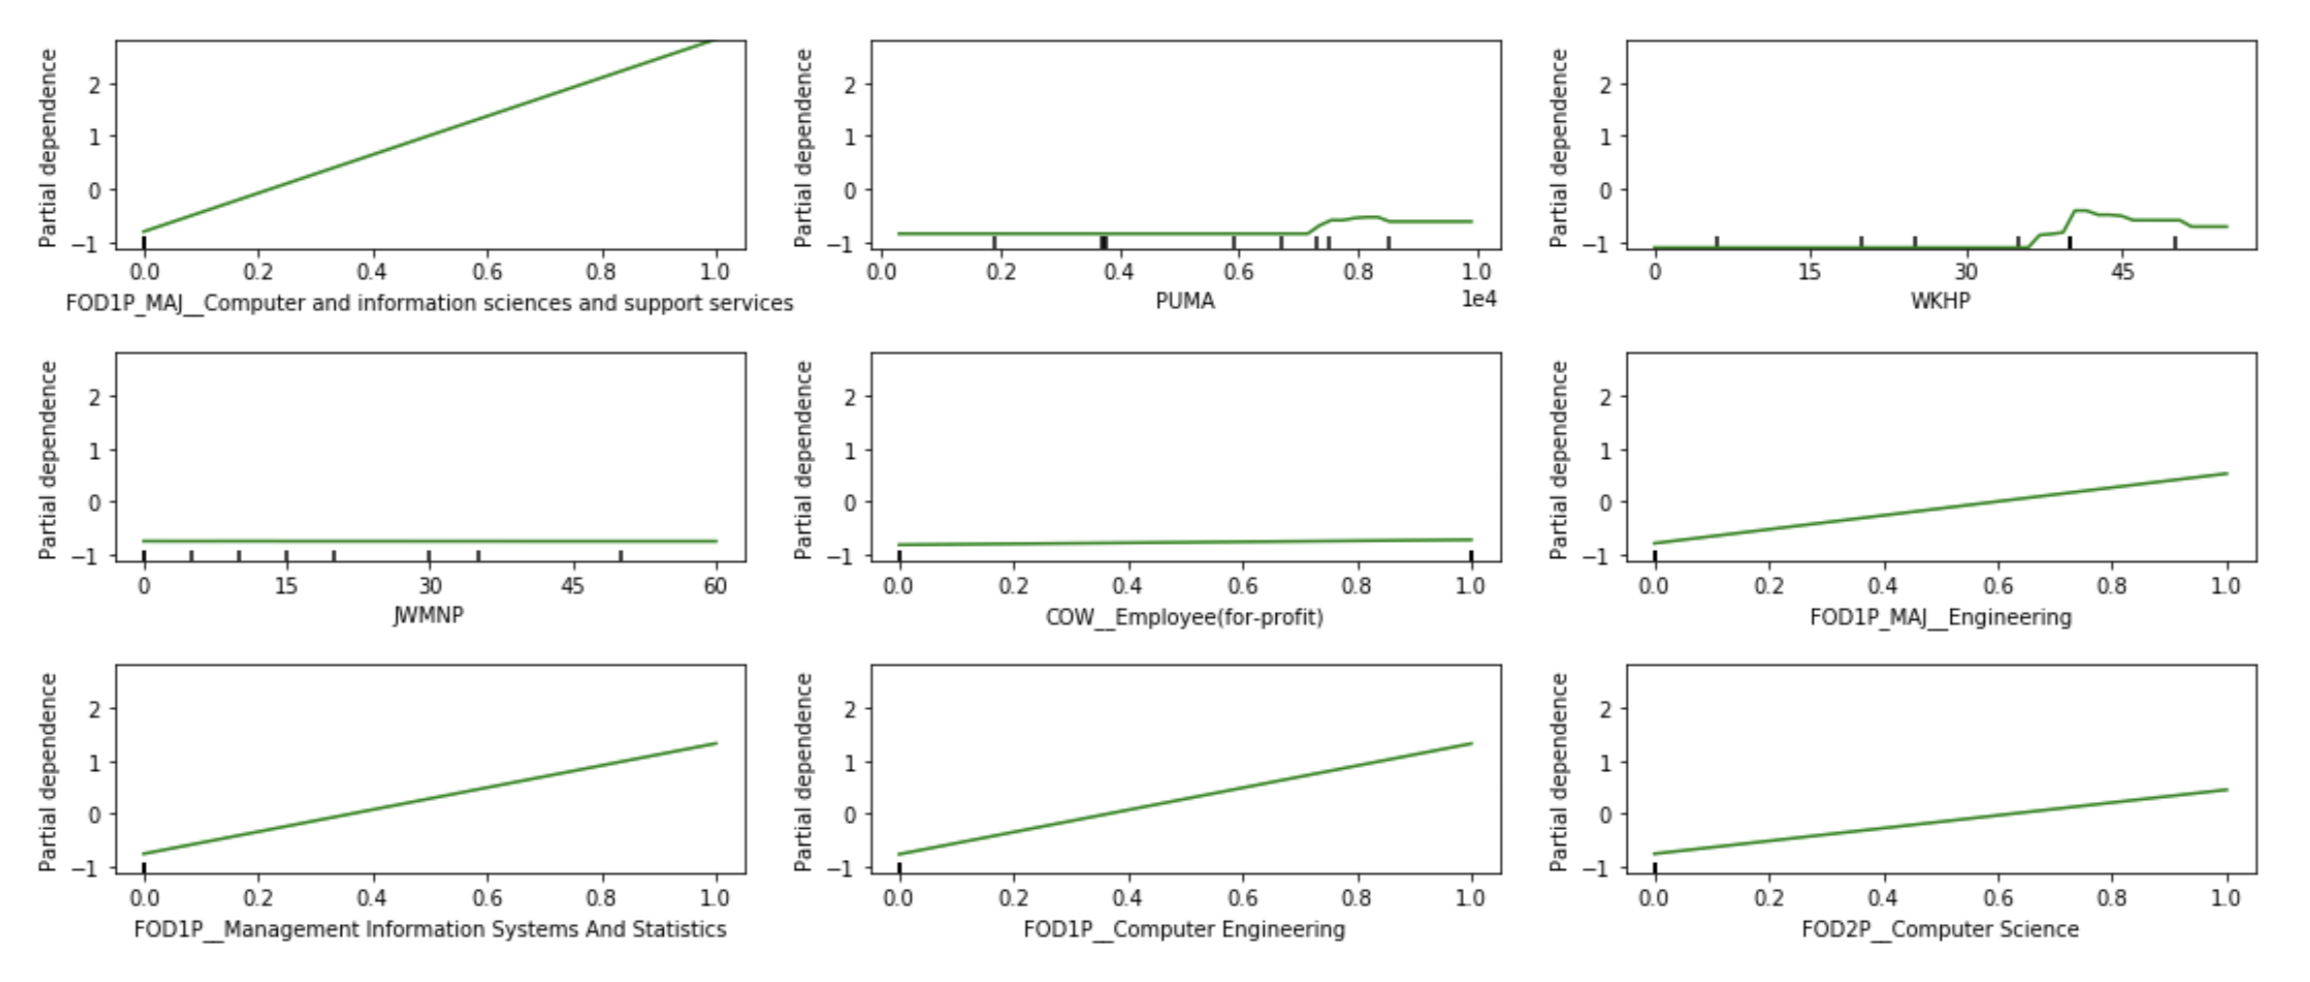 Partial dependence
2
1
0
−1
0.0 0.2 0.4 0.6 0.8 1.0
FOD1P_MAJ__Computer and information sciences and support services
Partial dependence
2
1
0
−1
0.0 0.2 0.4 0.6 0.8 1.0
1e4
PUMA
Partial dependence
2
1
0
−1
0 15 30 45
WKHP
Partial dependence
2
1
0
−1
0 15 30 45 60
JWMNP
Partial dependence
2
1
0
−1
0.0 0.2 0.4 0.6 0.8 1.0
COW__Employee(for-profit)
Partial dependence
2
1
0
−1
0.0 0.2 0.4 0.6 0.8 1.0
FOD1P_MAJ__Engineering
Partial dependence
2
1
0
−1
0.0 0.2 0.4 0.6 0.8 1.0
FOD1P__Management Information Systems And Statistics
Partial dependence
2
1
0
−1
0.0 0.2 0.4 0.6 0.8 1.0
FOD1P__Computer Engineering
Partial dependence
2
1
0
−1
0.0 0.2 0.4 0.6 0.8 1.0
FOD2P__Computer Science